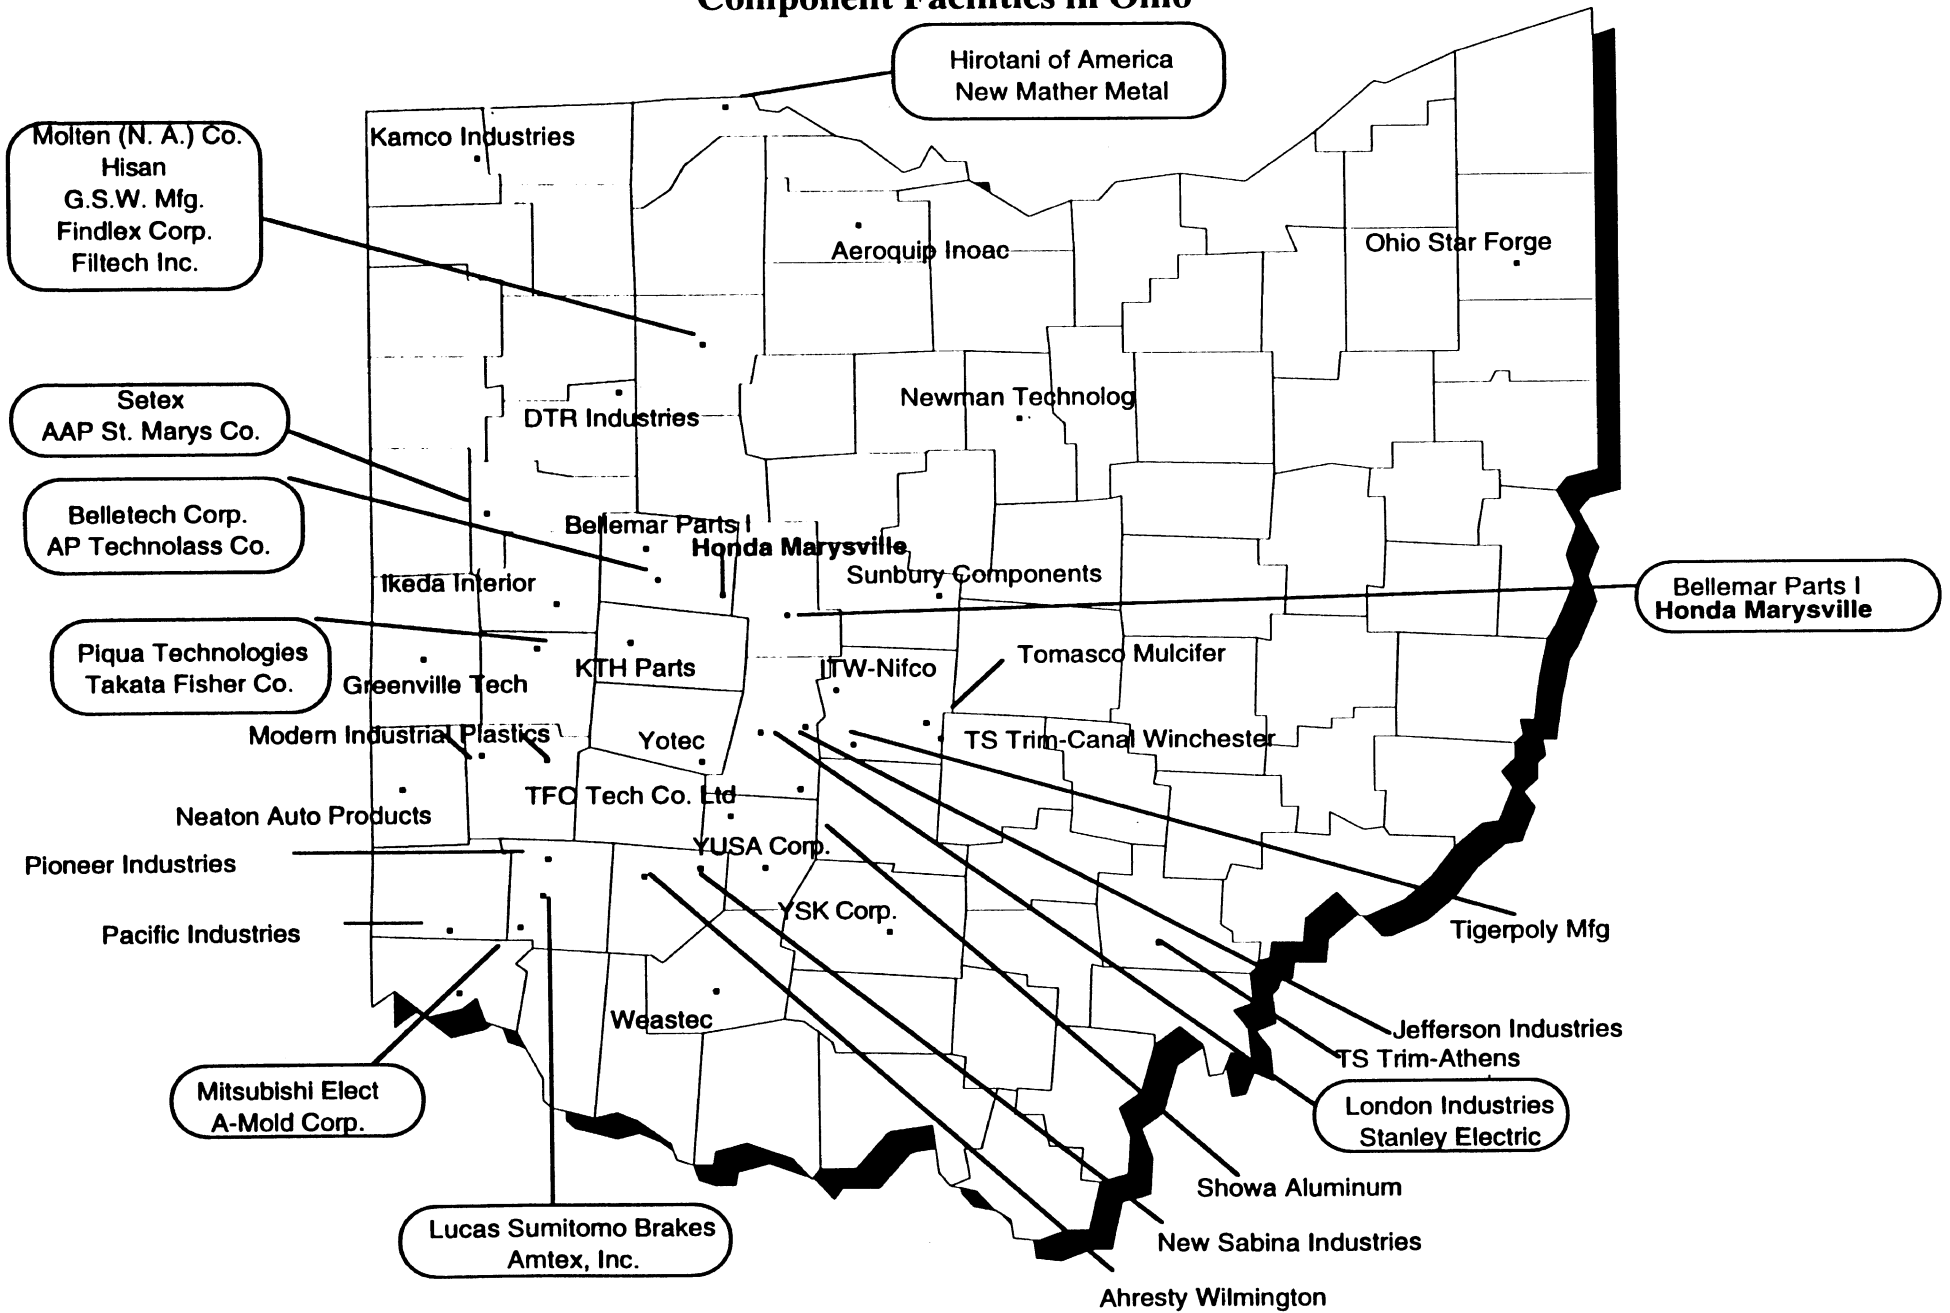 Component Facilities in Ohio
Hirotani of America
New Mather Metal
Molten (N. A.) Co.
Hisan
G.S.W. Mfg.
Findlex Corp.
Filtech Inc.
Kamco Industries
Aeroquip Inoac
Ohio Star Forge
Setex
AAP St. Marys Co.
DTR Industries
Newman Technolog
Belletech Corp.
AP Technolass Co.
Bellemar Parts I
Honda Marysville
Ikeda Interior
Sunbury Components
Bellemar Parts I
Honda Marysville
Piqua Technologies
Takata Fisher Co.
Greenville Tech
KTH Parts
ITW-Nifco
Tomasco Mulcifer
Modern Industrial Plastics
Yotec
TS Trim-Canal Winchester
Neaton Auto Products
TFO Tech Co. Ltd
Pioneer Industries
YUSA Corp.
Pacific Industries
YSK Corp.
Tigerpoly Mfg
Weastec
Jefferson Industries
TS Trim-Athens
Mitsubishi Elect
A-Mold Corp.
London Industries
Stanley Electric
Showa Aluminum
Lucas Sumitomo Brakes
Amtex, Inc.
New Sabina Industries
Ahresty Wilmington